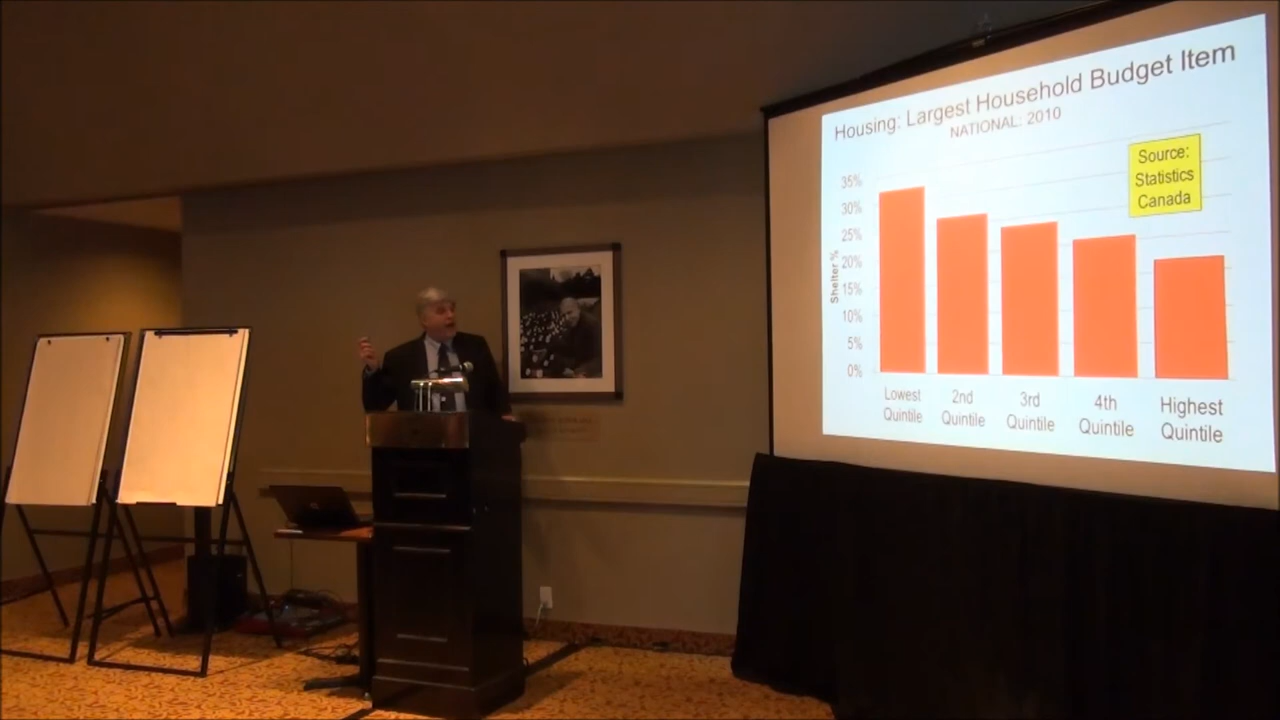 Housing: Largest Household Budget Item
NATIONAL: 2010
Source:
Statistics
Canada
Shelter %
35%
30%
25%
20%
15%
10%
5%
0%
Lowest
Quintile
2nd
Quintile
3rd
Quintile
4th
Quintile
Highest
Quintile